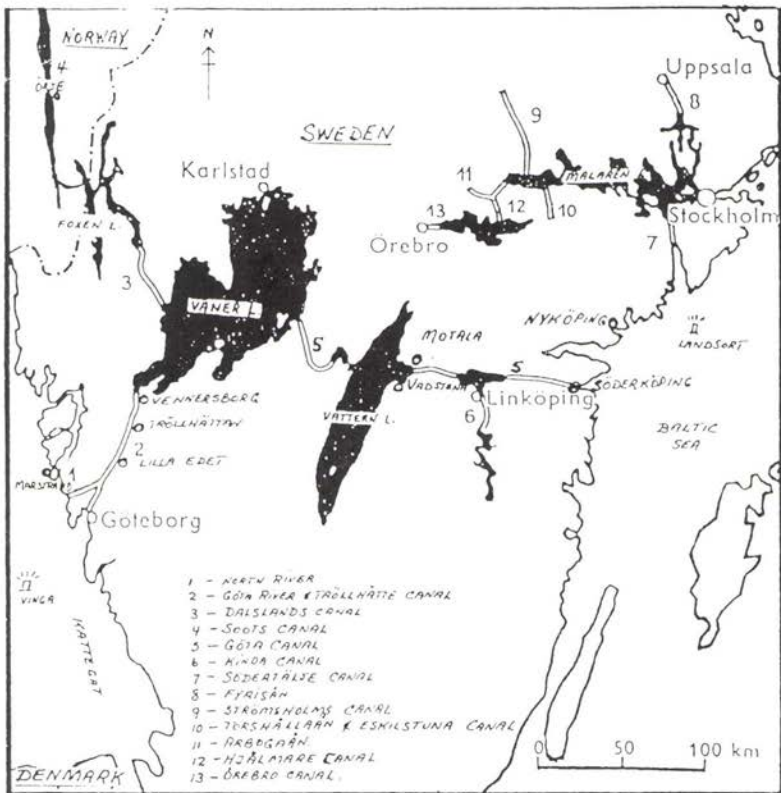 NORWAY
4
ÖRJE
N
SWEDEN
Uppsala
8
9
Karlstad
11
MALAREN
Stockholm
FOXEN L.
13
12
10
Örebro
7
3
VANER L.
NYKÖPING
LANDSORT
MOTALA
5
5
VADSTENA
SÖDERKÖPING
VENNERSBORG
Linköping
VATTERN L.
6
TRÖLLHÄTTAN
2
BALTIC
SEA
LILLA EDET
MARSTRAND
1
Göteborg
VINGA
KATTEGAT
1 - NORTH RIVER
2 - GÖTA RIVER & TRÖLLHÄTTE CANAL
3 - DALSLANDS CANAL
4 - SOOTS CANAL
5 - GÖTA CANAL
6 - KINDA CANAL
7 - SÖDERTÄLJE CANAL
8 - FYRISÅN
9 - STRÖMSHOLMS CANAL
10 - TORSHÄLLAÅN & ESKILSTUNA CANAL
11 - ARBOGAÅN.
12 - HJÄLMARE CANAL
13 - ÖREBRO CANAL.
0 50 100 km
DENMARK